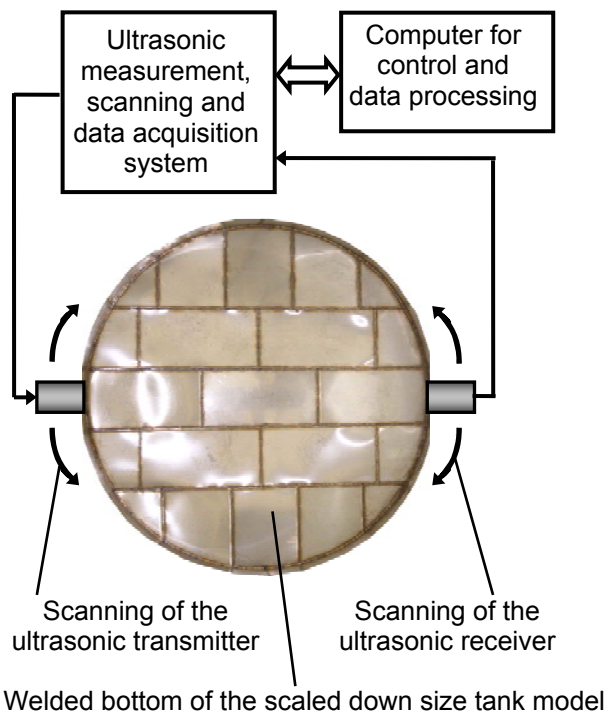 Ultrasonic
measurement,
scanning and
data acquisition
system
Computer for
control and
data processing
Scanning of the
ultrasonic transmitter
Scanning of the
ultrasonic receiver
Welded bottom of the scaled down size tank model